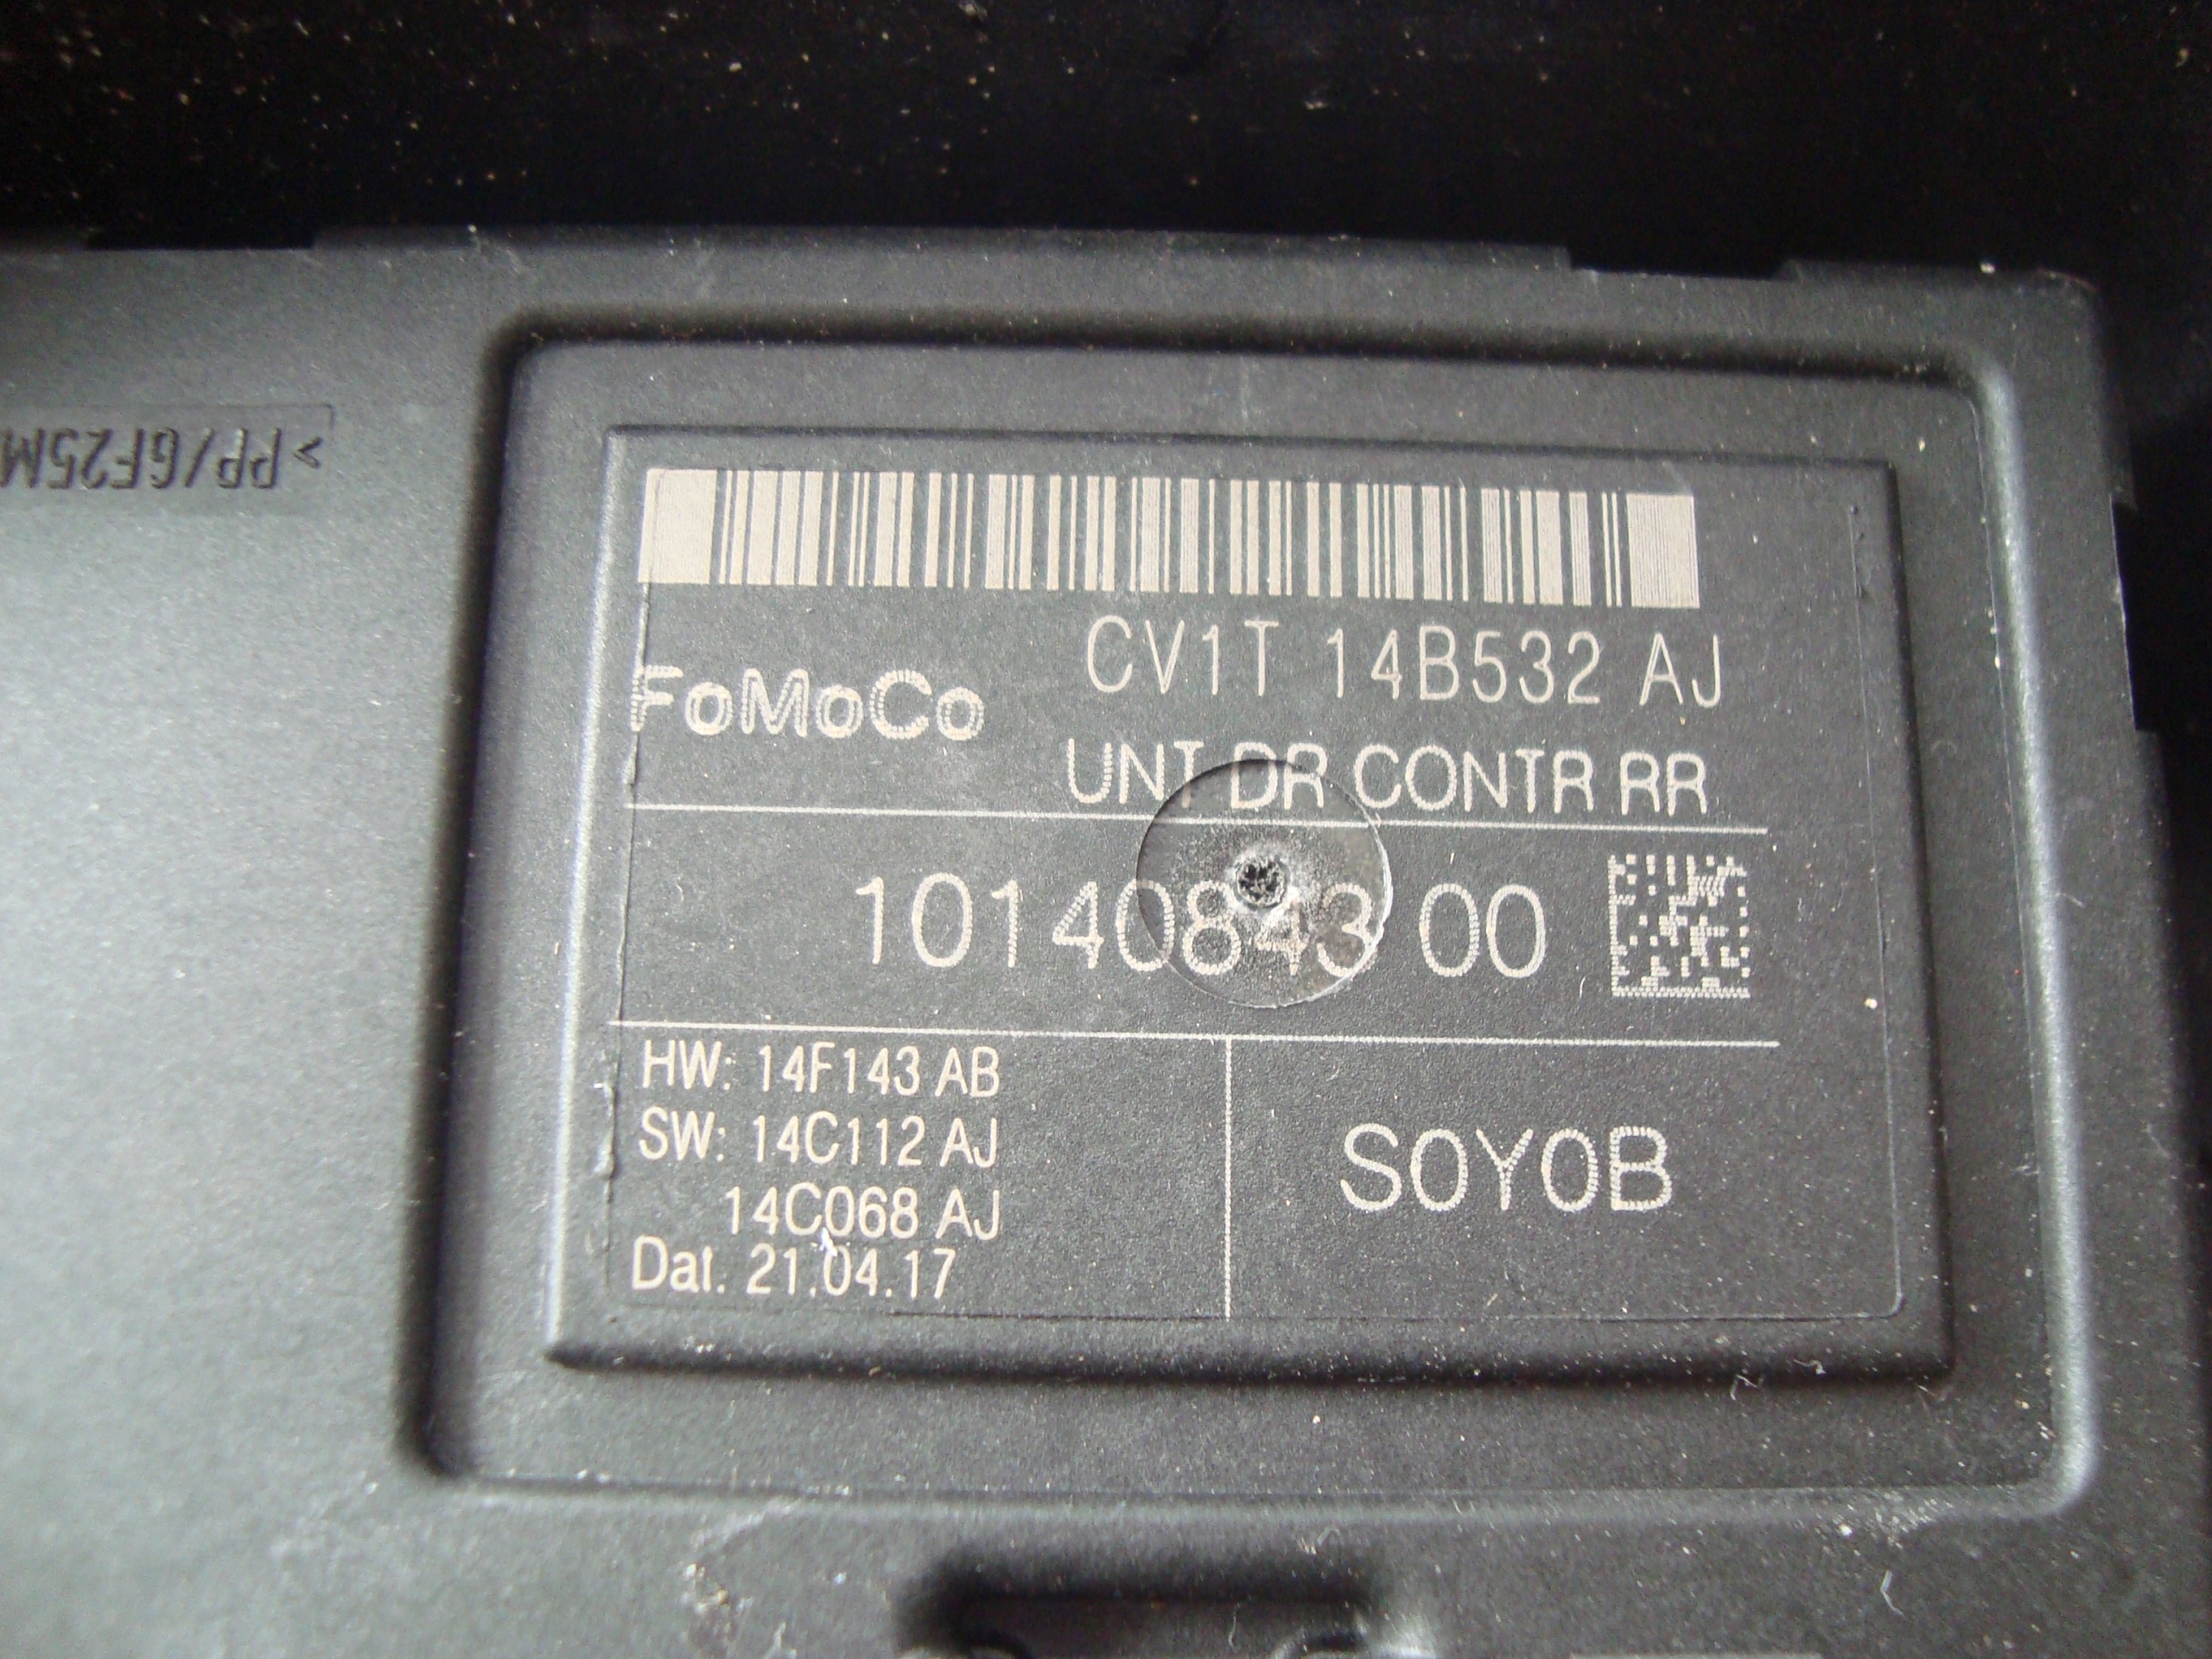 >PP/GF25M
CV1T 14B532 AJ
FoMoCo
UNT DR CONTR RR
10140843 00
HW: 14F143 AB
SW: 14C112 AJ
14C068 AJ
Dat. 21.04.17
S0Y0B